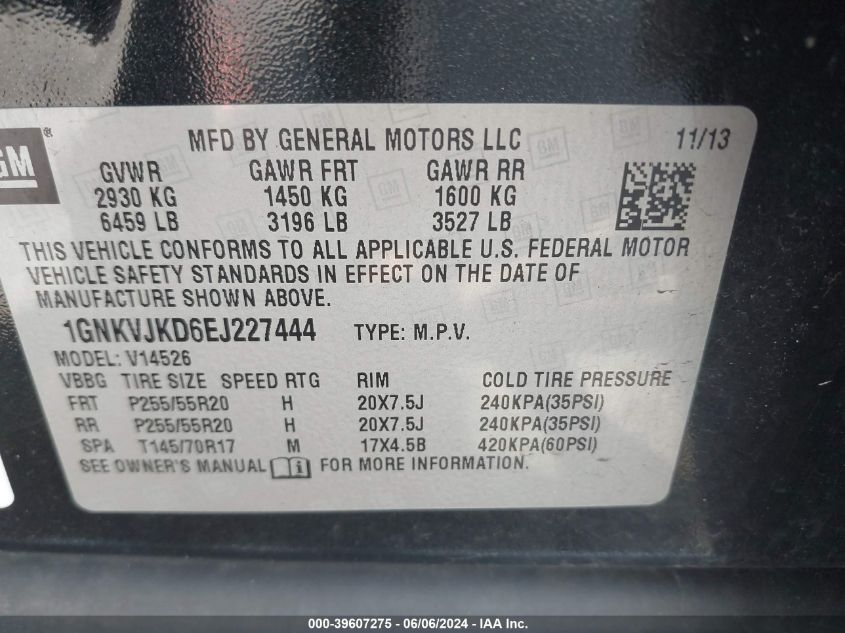 GM ®
MFD BY GENERAL MOTORS LLC 11/13
GVWR GAWR FRT GAWR RR
2930 KG 1450 KG 1600 KG
6459 LB 3196 LB 3527 LB
THIS VEHICLE CONFORMS TO ALL APPLICABLE U.S. FEDERAL MOTOR
VEHICLE SAFETY STANDARDS IN EFFECT ON THE DATE OF
MANUFACTURE SHOWN ABOVE.
1GNKVJKD6EJ227444 TYPE: M.P.V.
MODEL: V14526
VBBG TIRE SIZE SPEED RTG RIM COLD TIRE PRESSURE
FRT P255/55R20 H 20X7.5J 240KPA(35PSI)
RR P255/55R20 H 20X7.5J 240KPA(35PSI)
SPA T145/70R17 M 17X4.5B 420KPA(60PSI)
SEE OWNER'S MANUAL i FOR MORE INFORMATION.
000-39607275 - 06/06/2024 - IAA Inc.